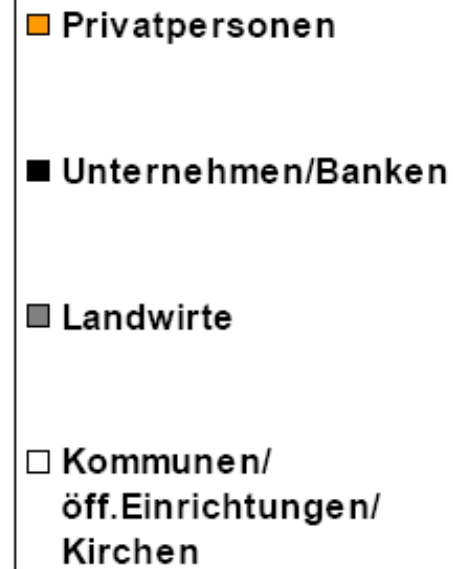 Privatpersonen
Unternehmen/Banken
Landwirte
Kommunen/
öff.Einrichtungen/
Kirchen